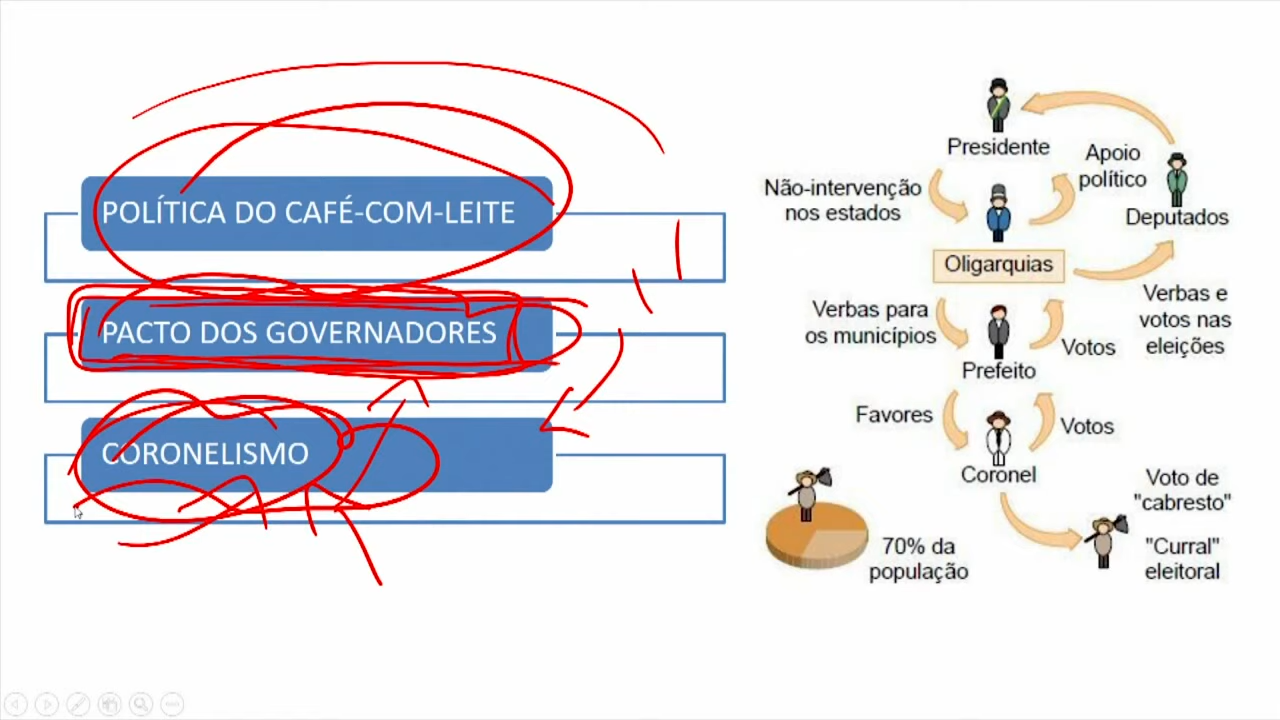 POLÍTICA DO CAFÉ-COM-LEITE
PACTO DOS GOVERNADORES
CORONELISMO
Presidente
Não-intervenção
nos estados
Apoio
político
Deputados
Oligarquias
Verbas para
os municípios
Votos
Verbas e
votos nas
eleições
Prefeito
Favores
Votos
Coronel
Voto de
"cabresto"
"Curral"
eleitoral
70% da
população